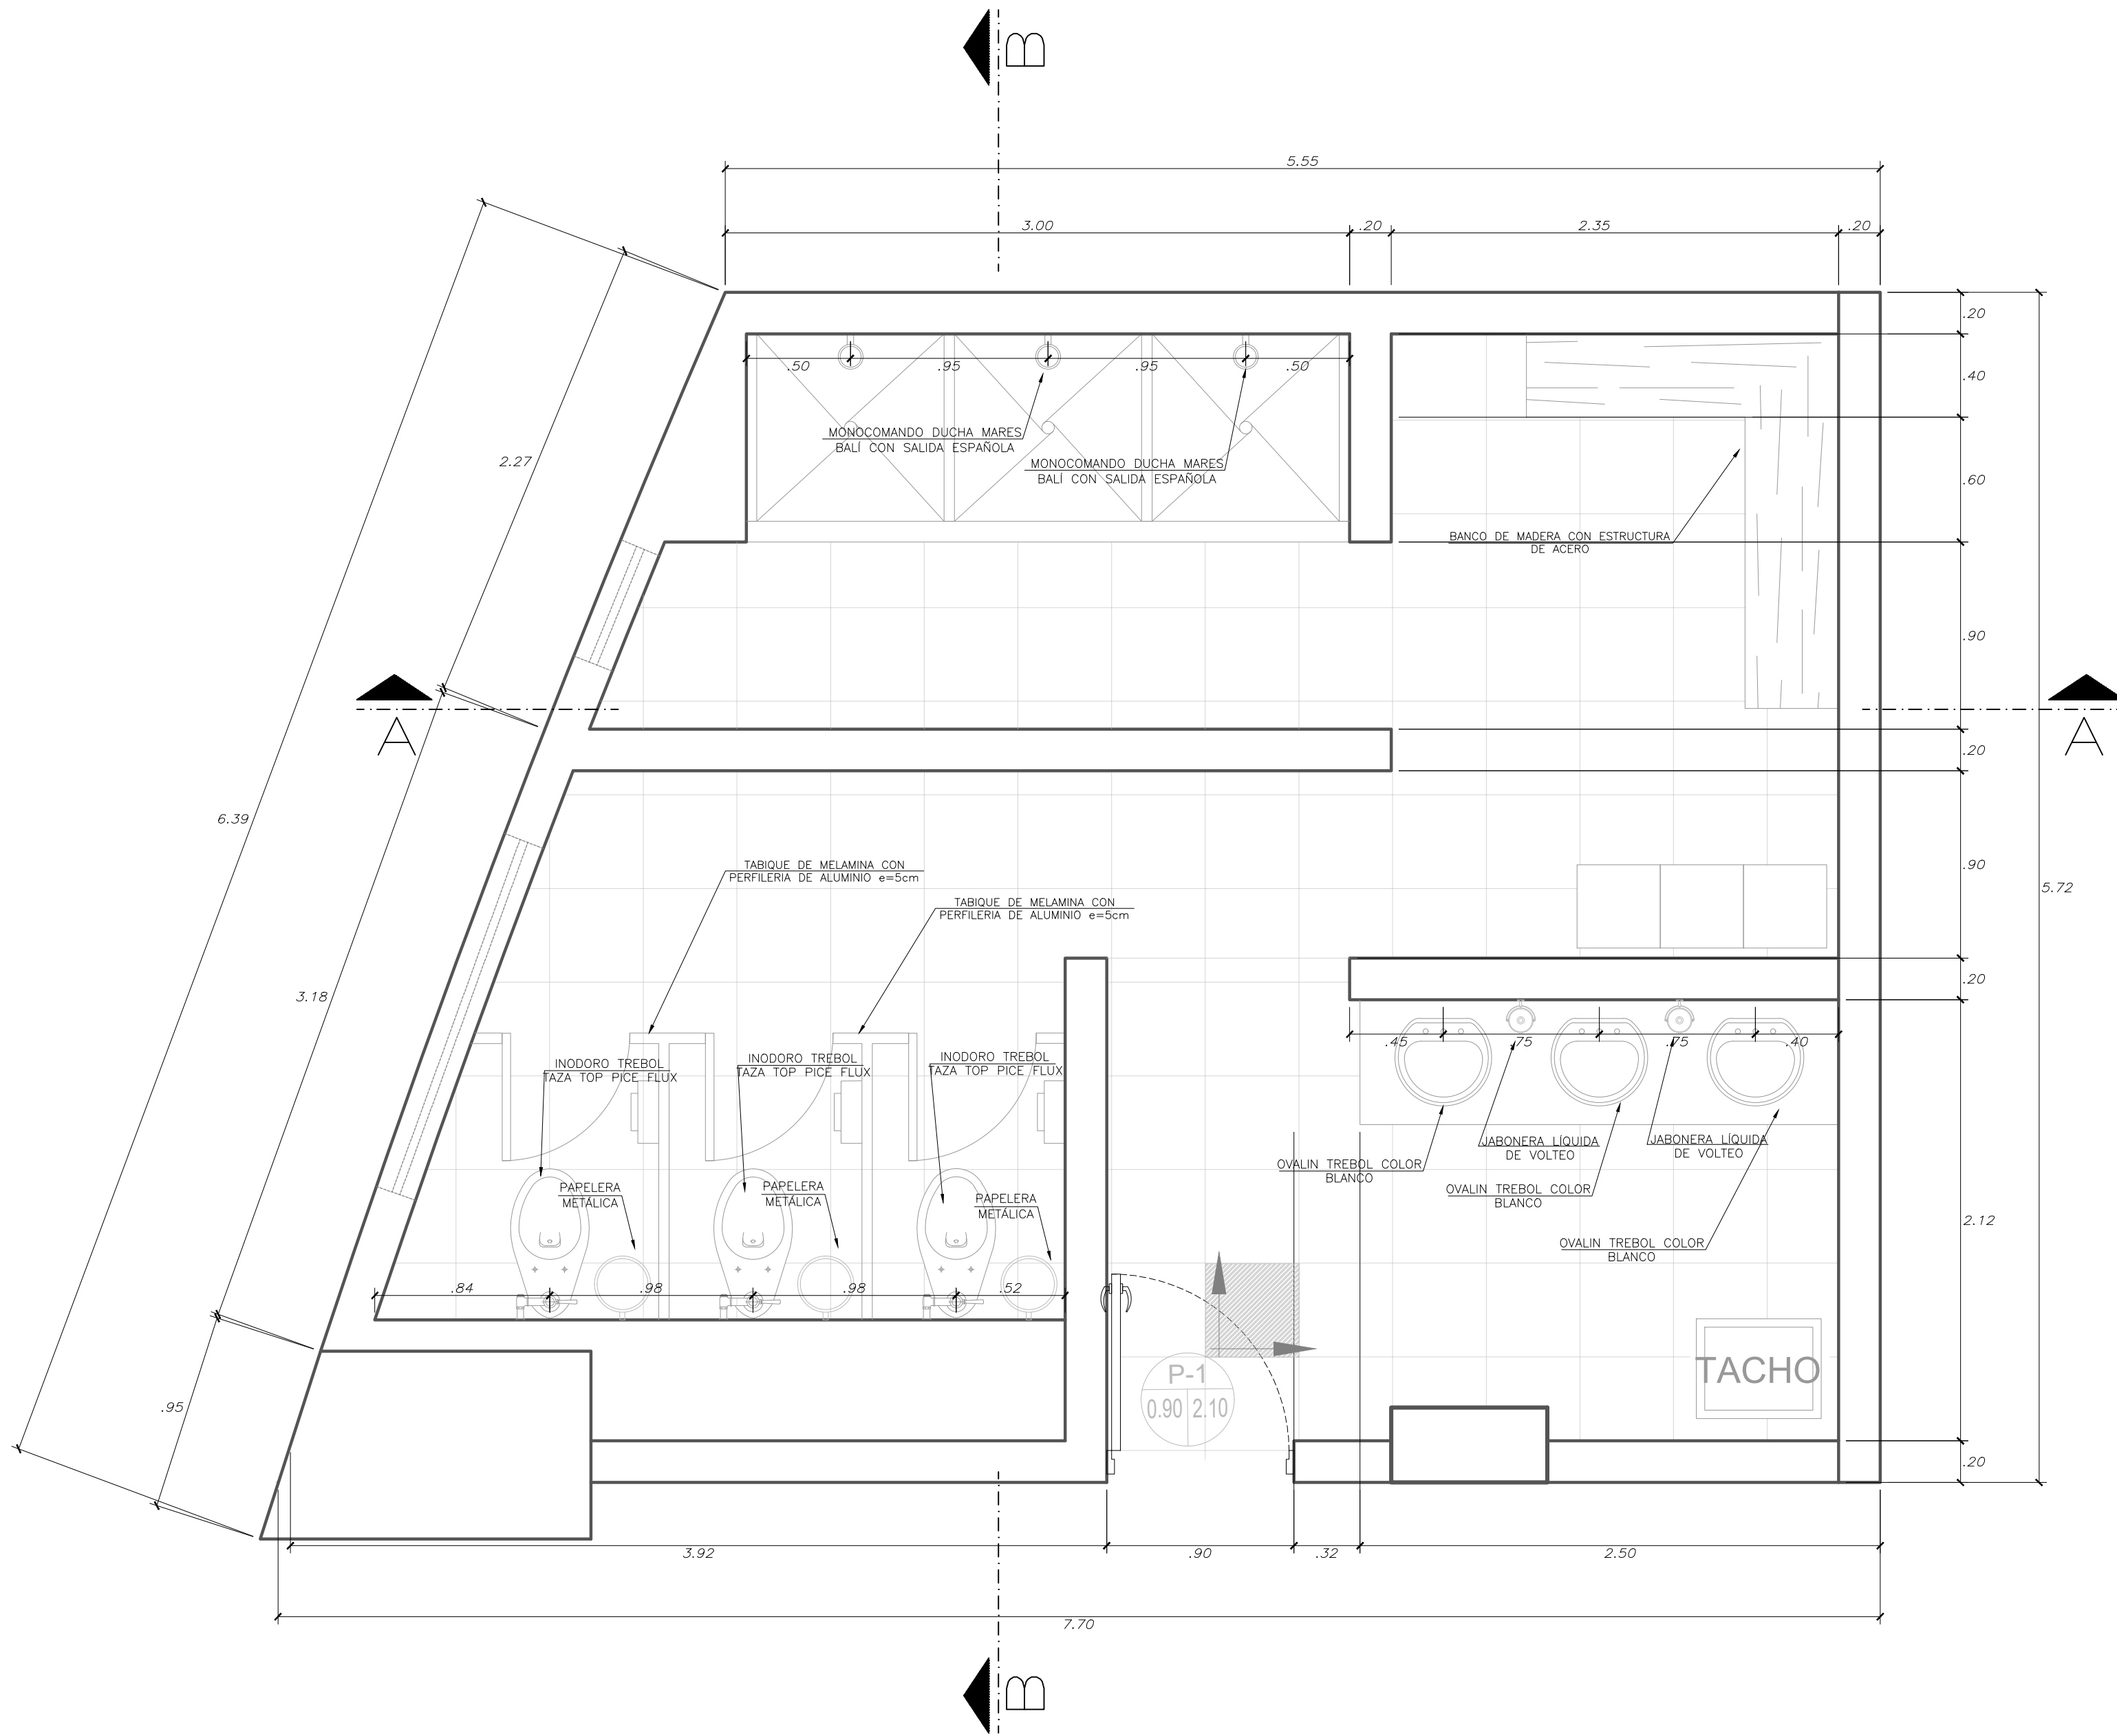 B
5.55
3.00
.20
2.35
.20
.20
.50
.95
.95
.50
.40
MONOCOMANDO DUCHA MARES
BALÍ CON SALIDA ESPAÑOLA
MONOCOMANDO DUCHA MARES
BALÍ CON SALIDA ESPAÑOLA
2.27
.60
BANCO DE MADERA CON ESTRUCTURA
DE ACERO
.90
A
A
.20
6.39
TABIQUE DE MELAMINA CON
PERFILERIA DE ALUMINIO e=5cm
.90
5.72
TABIQUE DE MELAMINA CON
PERFILERIA DE ALUMINIO e=5cm
3.18
.20
.45
.75
.75
.40
INODORO TREBOL
TAZA TOP PICE FLUX
INODORO TREBOL
TAZA TOP PICE FLUX
INODORO TREBOL
TAZA TOP PICE FLUX
JABONERA LÍQUIDA
DE VOLTEO
JABONERA LÍQUIDA
DE VOLTEO
OVALIN TREBOL COLOR
BLANCO
OVALIN TREBOL COLOR
BLANCO
OVALIN TREBOL COLOR
BLANCO
PAPELERA
METÁLICA
PAPELERA
METÁLICA
PAPELERA
METÁLICA
2.12
.84
.98
.98
.52
P-1
0.90 2.10
TACHO
.95
.20
3.92
.90
.32
2.50
7.70
B